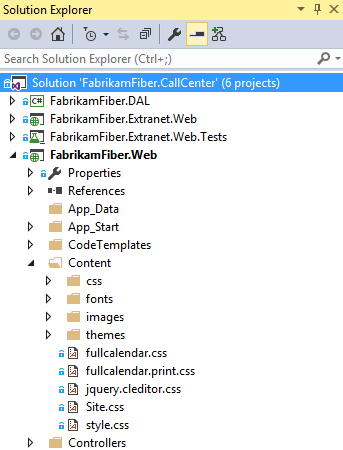 Solution Explorer
Search Solution Explorer (Ctrl+;)
Solution 'FabrikamFiber.CallCenter' (6 projects)
C# FabrikamFiber.DAL
FabrikamFiber.Extranet.Web
FabrikamFiber.Extranet.Web.Tests
FabrikamFiber.Web
Properties
References
App_Data
App_Start
CodeTemplates
Content
css
fonts
images
themes
fullcalendar.css
fullcalendar.print.css
jquery.cleditor.css
Site.css
style.css
Controllers